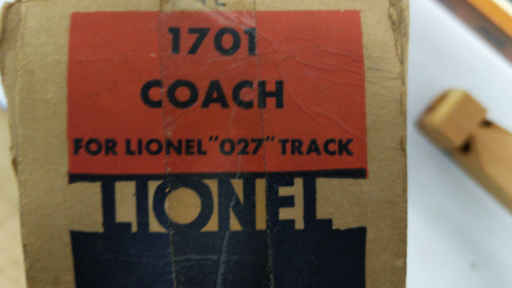 1701
COACH
FOR LIONEL "027" TRACK
LIONEL